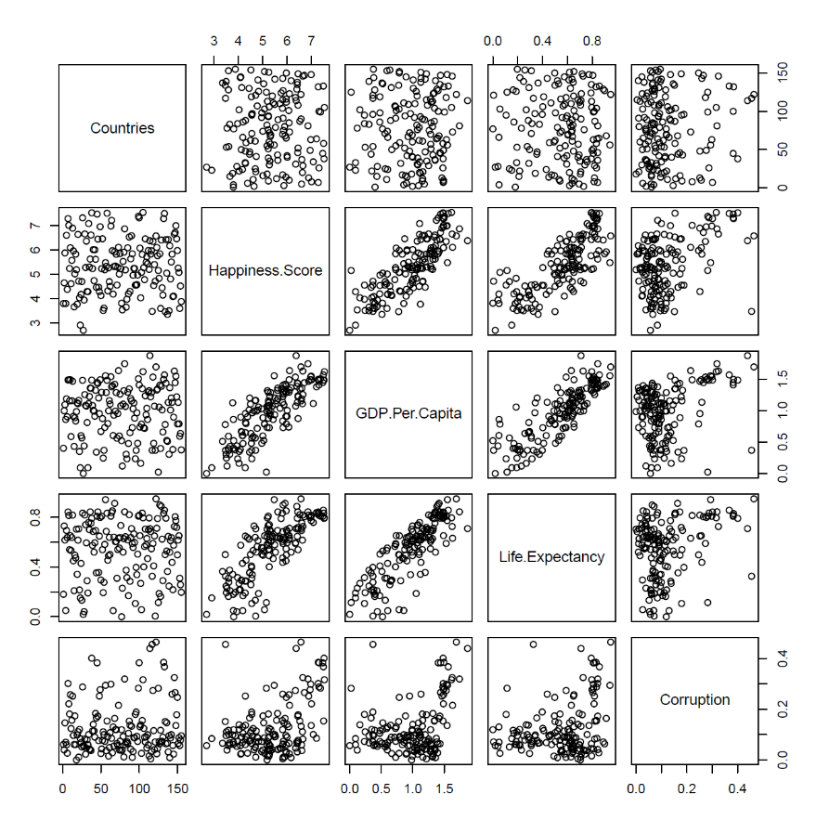 3 4 5 6 7
0.0 0.4 0.8
Countries
0 50 100 150
3 4 5 6 7
Happiness.Score
GDP.Per.Capita
0.0 0.5 1.0 1.5
0.0 0.4 0.8
Life.Expectancy
Corruption
0.0 0.2 0.4
0 50 100 150
0.0 0.5 1.0 1.5
0.0 0.2 0.4